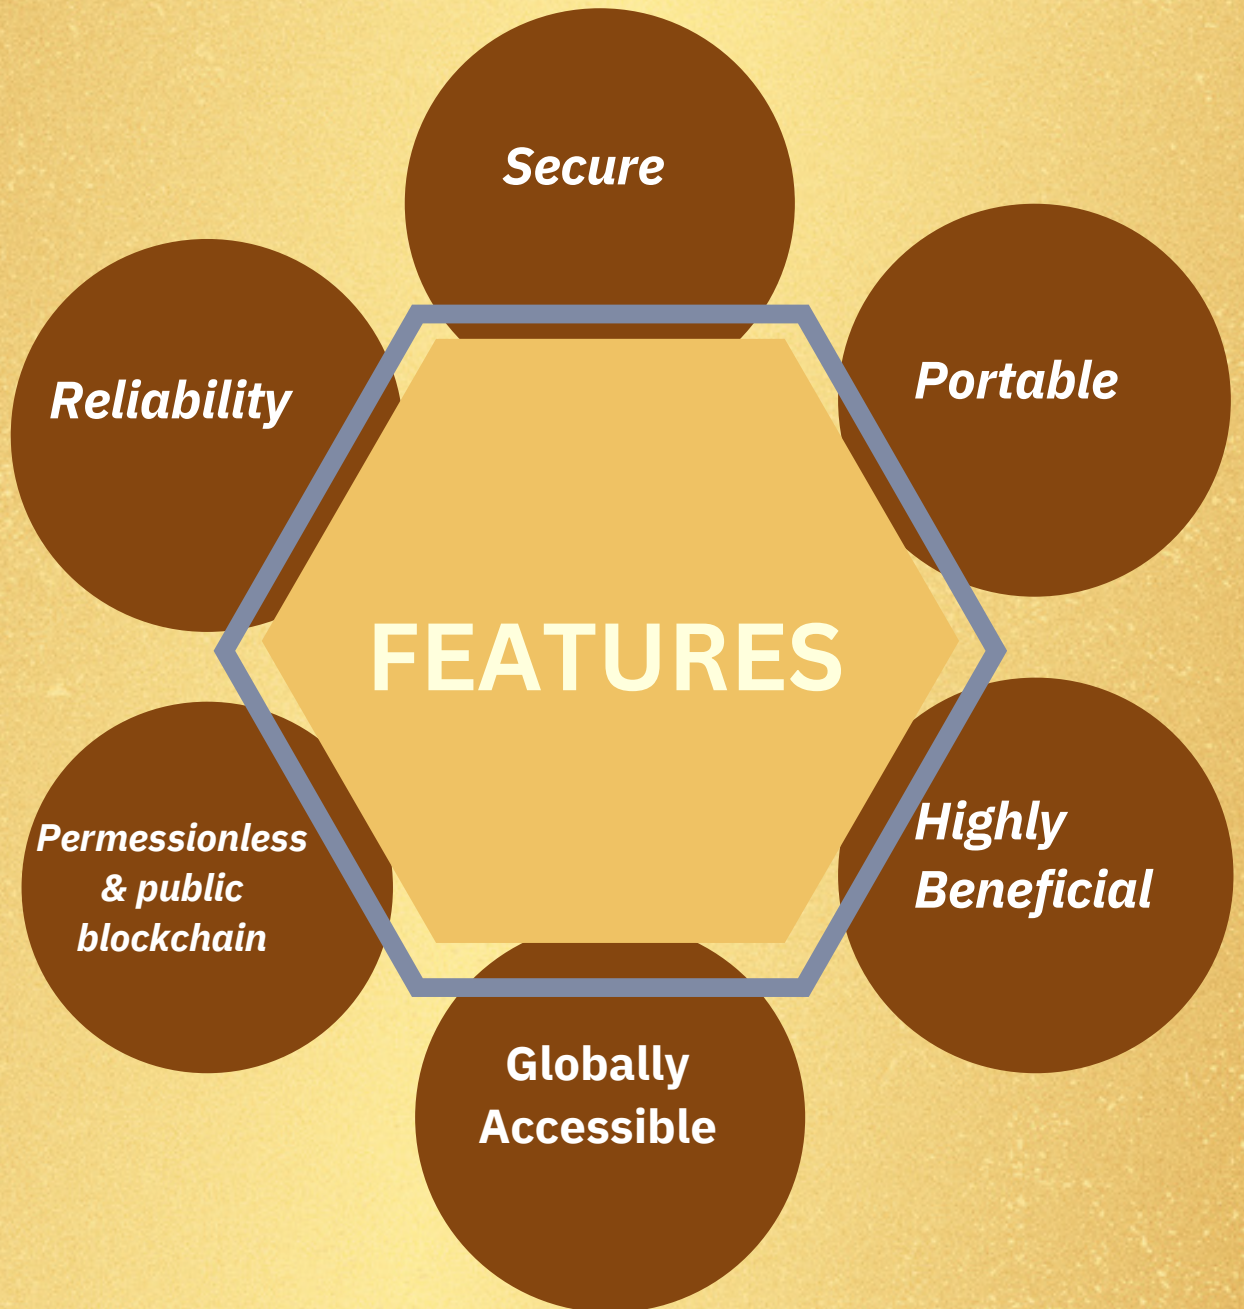 Secure
Portable
Reliability
FEATURES
Highly
Beneficial
Permessionless
& public
blockchain
Globally
Accessible